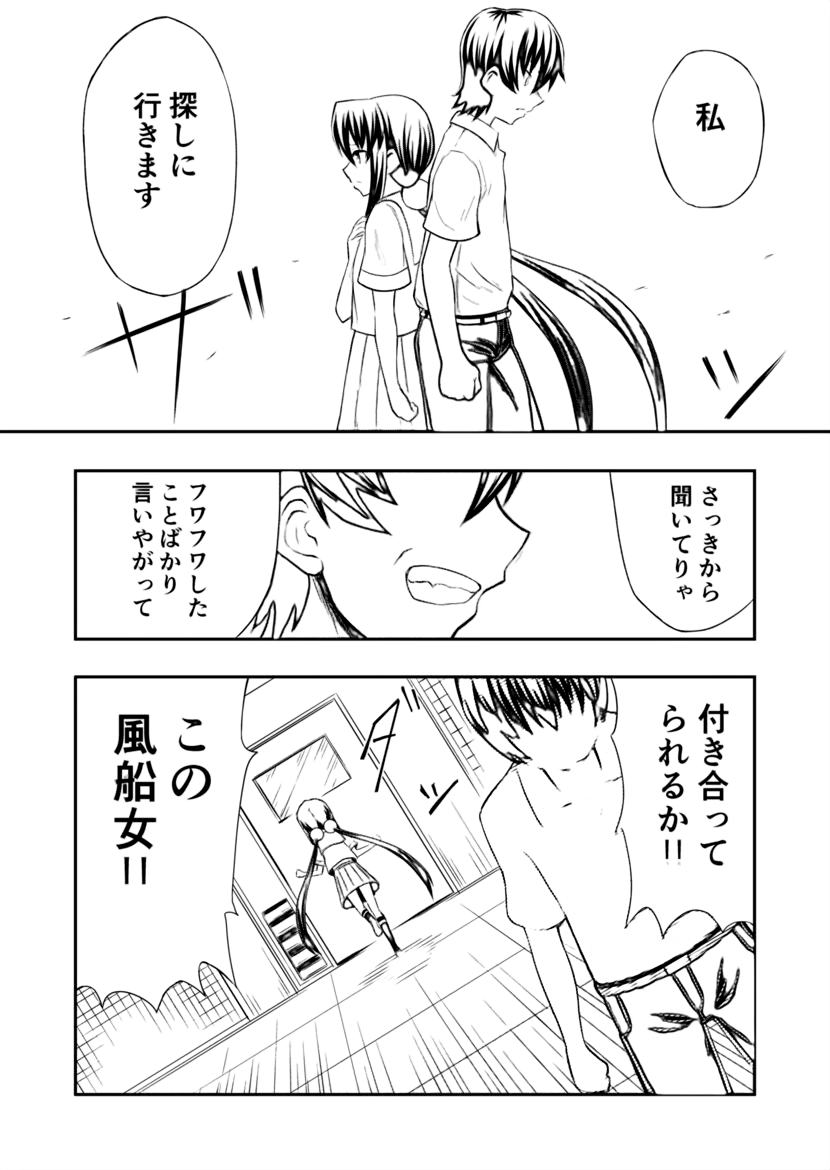 私
探しに
行きます
ザッ
さっきから
聞いてりゃ
フワフワした
ことばかり
言いやがって
付き合って
られるか!!
ダッ
この
風船女!!